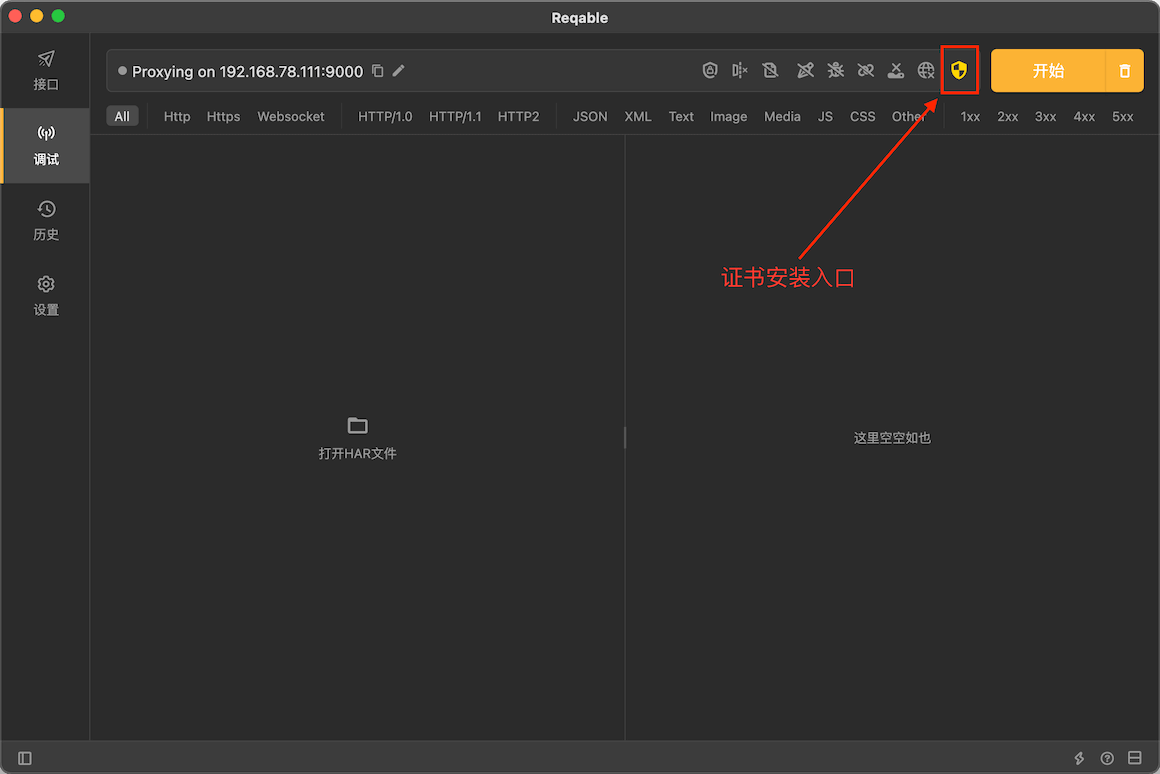 Reqable
接口
调试
历史
设置
Proxying on 192.168.78.111:9000
开始
All Http Https Websocket HTTP/1.0 HTTP/1.1 HTTP2 JSON XML Text Image Media JS CSS Other 1xx 2xx 3xx 4xx 5xx
证书安装入口
打开HAR文件
这里空空如也